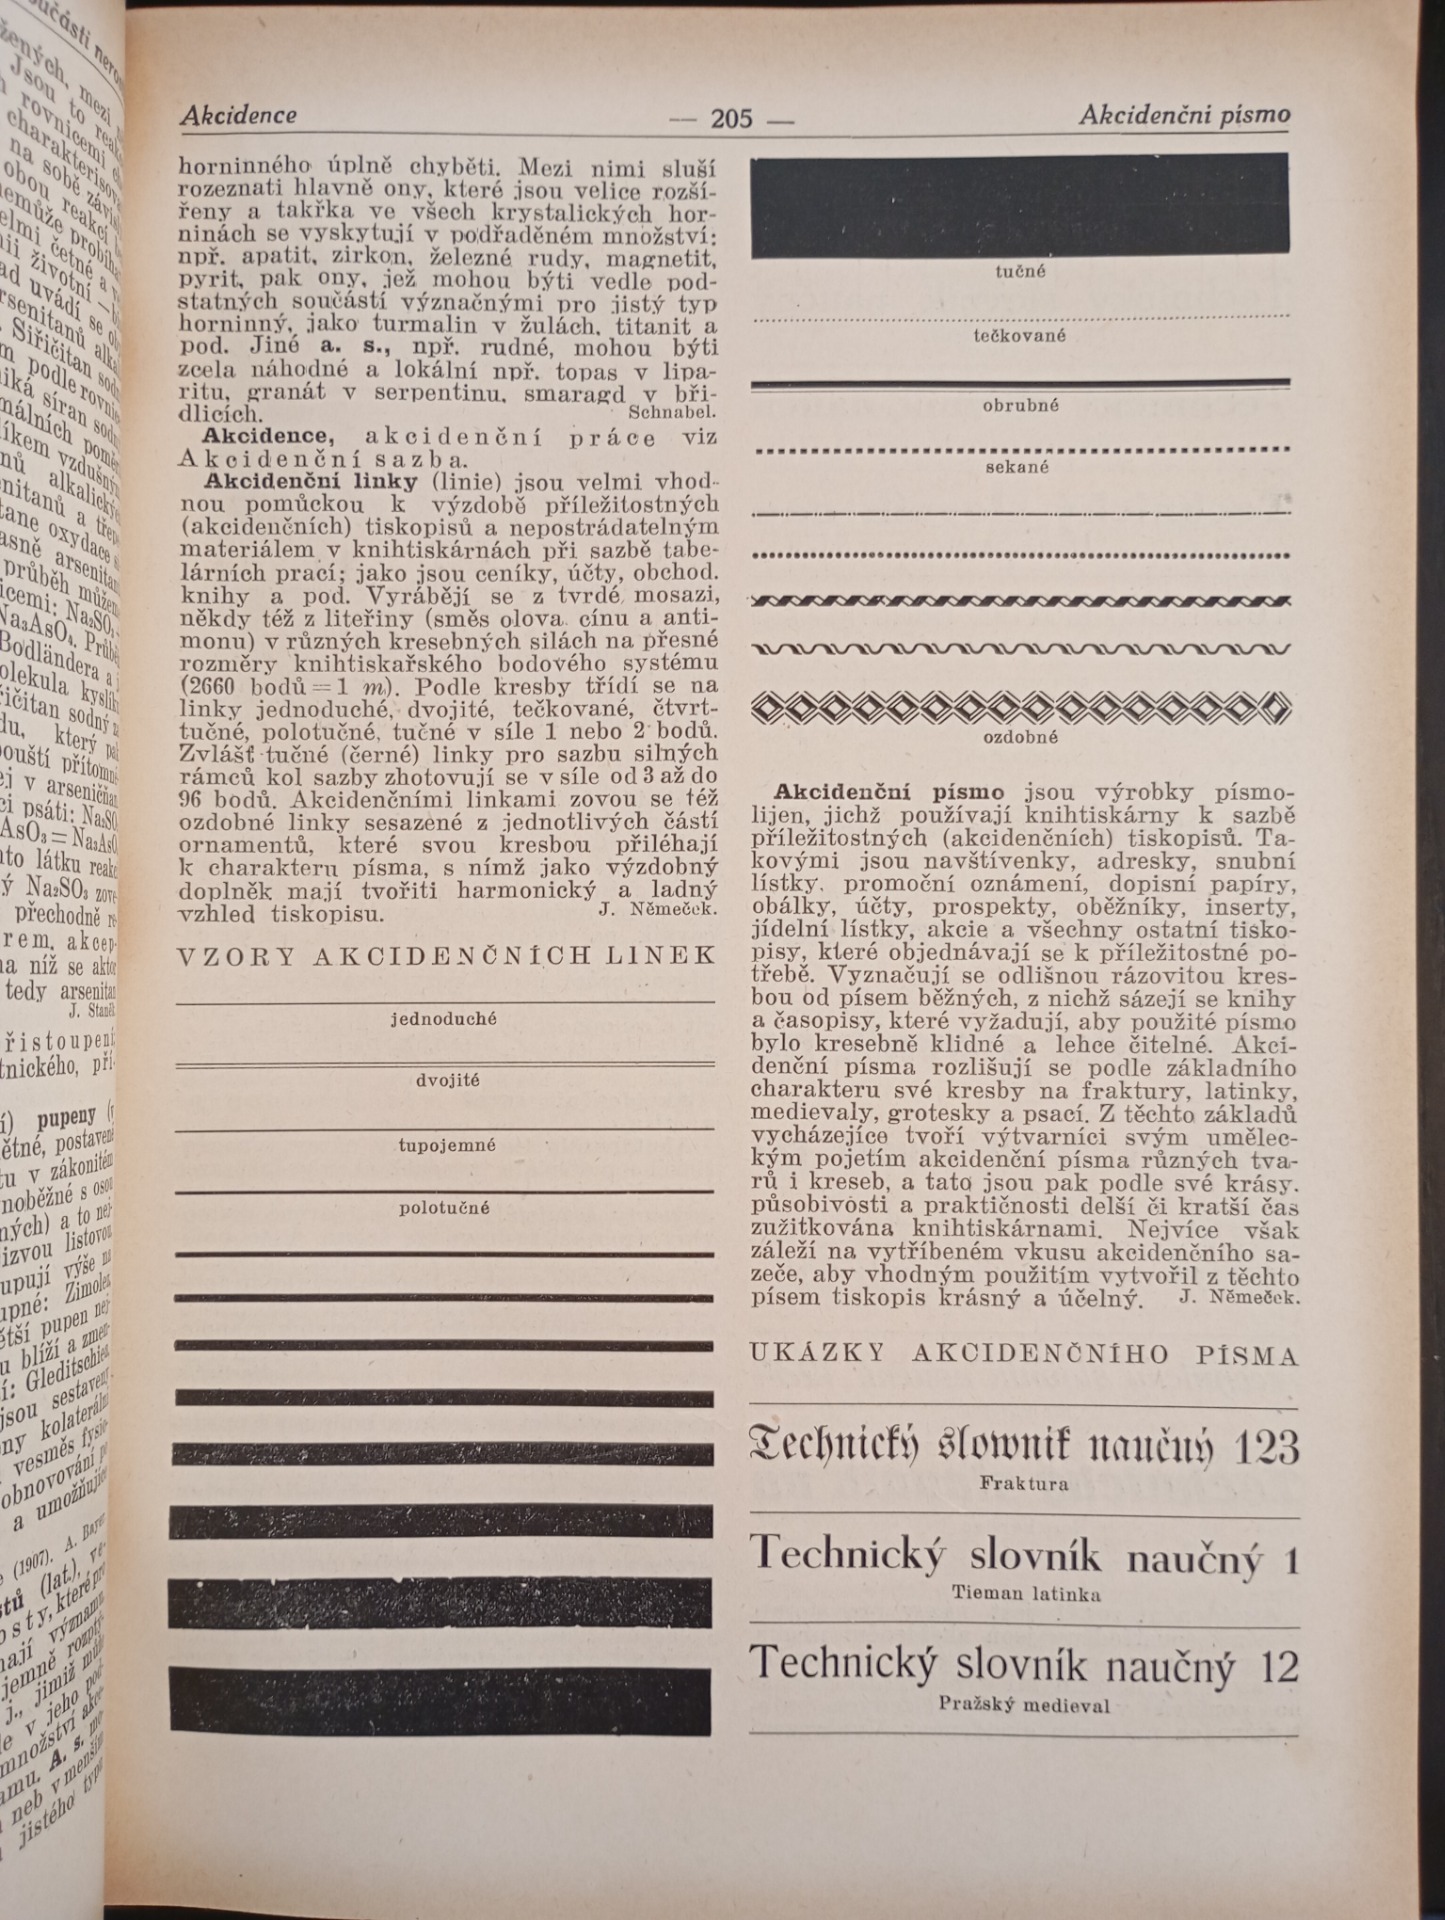 Akcidence — 205 — Akcidenčni písmo
horninného úplně chyběti. Mezi nimi sluší
rozeznati hlavně ony, které jsou velice rozší-
řeny a takřka ve všech krystalických hor-
ninách se vyskytují v podřaděném množství:
např. apatit, zirkon, železné rudy, magnetit,
pyrit, pak ony, jež mohou býti vedle pod-
statných součástí význačnými pro jistý typ
horninný, jako turmalin v žulách, titanit a
pod. Jiné a. s., např. rudné, mohou býti
zcela náhodné a lokální např. topas v lipa-
ritu, granát v serpentinu, smaragd v bři-
dlicích. Schnabel.
Akcidence, akcidenční práce viz
Akcidenční sazba.
Akcidenční linky (linie) jsou velmi vhod-
nou pomůckou k výzdobě příležitostných
(akcidenčních) tiskopisů a nepostrádatelným
materiálem v knihtiskárnách při sazbě tabe-
lárních prací; jako jsou ceníky, účty, obchod.
knihy a pod. Vyrábějí se z tvrdé mosazi,
někdy též z liteřiny (směs olova cínu a anti-
monu) v různých kresebných silách na přesné
rozměry knihtiskařského bodového systému
(2660 bodů = 1 m). Podle kresby třídí se na
linky jednoduché, dvojité, tečkované, čtvrt-
tučné, polotučné, tučné v síle 1 nebo 2 bodů.
Zvlášť tučné (černé) linky pro sazbu silných
rámců kol sazby zhotovují se v síle od 3 až do
96 bodů. Akcidenčními linkami zovou se též
ozdobné linky sesazené z jednotlivých částí
ornamentů, které svou kresbou přiléhají
k charakteru písma, s nímž jako výzdobný
doplněk mají tvořiti harmonický a ladný
vzhled tiskopisu. J. Němeček.
VZORY AKCIDENČNÍCH LINEK
jednoduché
dvojité
tupojemné
polotučné
tučné
tečkované
obrubné
sekané
ozdobné
Akcidenční písmo jsou výrobky písmo-
lijen, jichž používají knihtiskárny k sazbě
příležitostných (akcidenčních) tiskopisů. Ta-
kovými jsou navštívenky, adresky, snubní
lístky, promoční oznámení, dopisní papíry,
obálky, účty, prospekty, oběžníky, inserty,
jídelní lístky, akcie a všechny ostatní tisko-
pisy, které objednávají se k příležitostné po-
třebě. Vyznačují se odlišnou rázovitou kres-
bou od písem běžných, z nichž sázejí se knihy
a časopisy, které vyžadují, aby použité písmo
bylo kresebně klidné a lehce čitelné. Akci-
denční písma rozlišují se podle základního
charakteru své kresby na fraktury, latinky,
medievaly, grotesky a psací. Z těchto základů
vycházejíce tvoří výtvarníci svým umělec-
kým pojetím akcidenční písma různých tva-
rů i kreseb, a tato jsou pak podle své krásy,
působivosti a praktičnosti delší či kratší čas
zužitkována knihtiskárnami. Nejvíce však
záleží na vytříbeném vkusu akcidenčního sa-
zeče, aby vhodným použitím vytvořil z těchto
písem tiskopis krásný a účelný. J. Němeček.
UKÁZKY AKCIDENČNÍHO PÍSMA
Technický slownik naučný 123
Fraktura
Technický slovník naučný 1
Tieman latinka
Technický slovník naučný 12
Pražský medieval